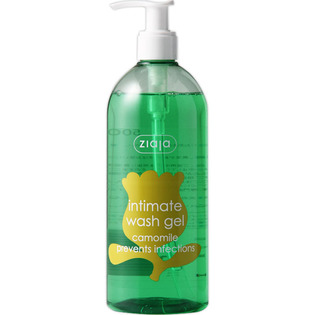 ziaja
intimate
wash gel
camomile
prevents infections